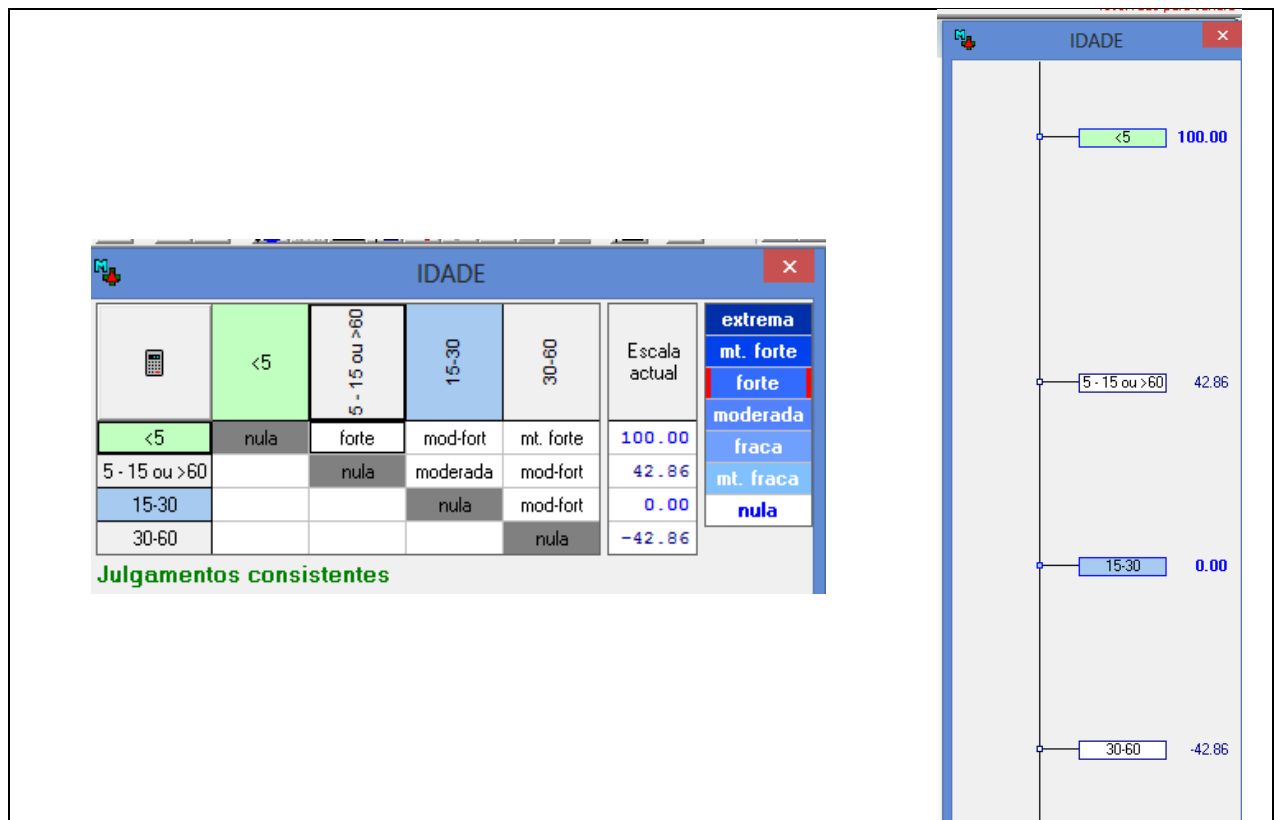 IDADE
<5 5 - 15 ou >60 15-30 30-60 Escala actual
<5 nula forte mod-fort mt. forte 100.00
5 - 15 ou >60 nula moderada mod-fort 42.86
15-30 nula mod-fort 0.00
30-60 nula -42.86
Julgamentos consistentes
extrema
mt. forte
forte
moderada
fraca
mt. fraca
nula
IDADE
<5 100.00
5 - 15 ou >60 42.86
15-30 0.00
30-60 -42.86